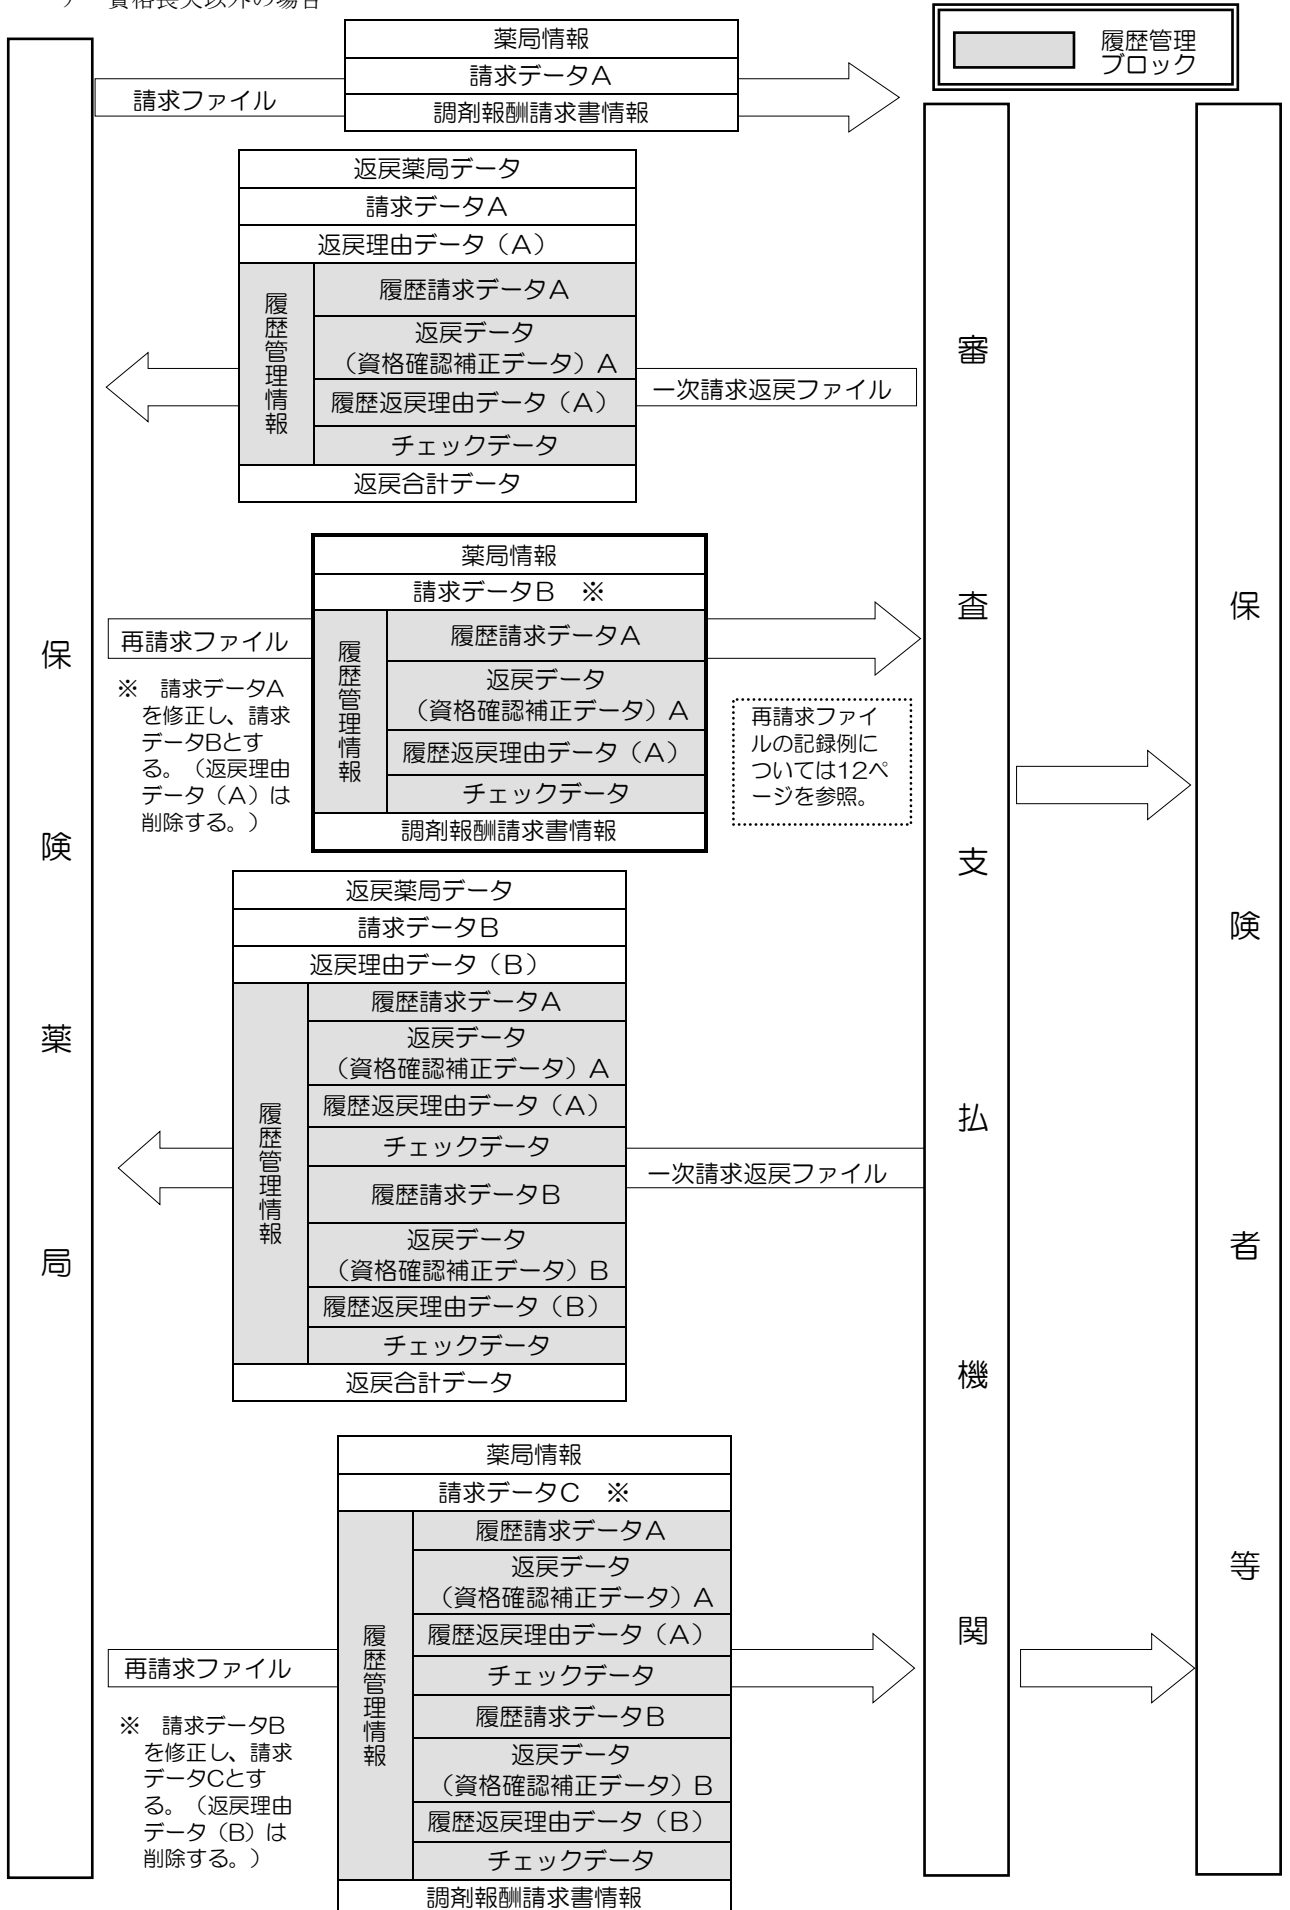 資格喪失以外の場合
履歴管理
ブロック
薬局情報
請求データA
調剤報酬請求書情報
請求ファイル
返戻薬局データ
請求データA
返戻理由データ（A）
履歴管理情報
履歴請求データA
返戻データ
（資格確認補正データ）A
履歴返戻理由データ（A）
チェックデータ
返戻合計データ
一次請求返戻ファイル
薬局情報
請求データB　※
履歴管理情報
履歴請求データA
返戻データ
（資格確認補正データ）A
履歴返戻理由データ（A）
チェックデータ
調剤報酬請求書情報
再請求ファイル
※　請求データA
を修正し、請求
データBとす
る。（返戻理由
データ（A）は
削除する。）
再請求ファイ
ルの記録例に
ついては12ペ
ージを参照。
返戻薬局データ
請求データB
返戻理由データ（B）
履歴管理情報
履歴請求データA
返戻データ
（資格確認補正データ）A
履歴返戻理由データ（A）
チェックデータ
履歴請求データB
返戻データ
（資格確認補正データ）B
履歴返戻理由データ（B）
チェックデータ
返戻合計データ
一次請求返戻ファイル
薬局情報
請求データC　※
履歴管理情報
履歴請求データA
返戻データ
（資格確認補正データ）A
履歴返戻理由データ（A）
チェックデータ
履歴請求データB
返戻データ
（資格確認補正データ）B
履歴返戻理由データ（B）
チェックデータ
調剤報酬請求書情報
再請求ファイル
※　請求データB
を修正し、請求
データCとす
る。（返戻理由
データ（B）は
削除する。）
保険薬局
審査支払機関
保険者等